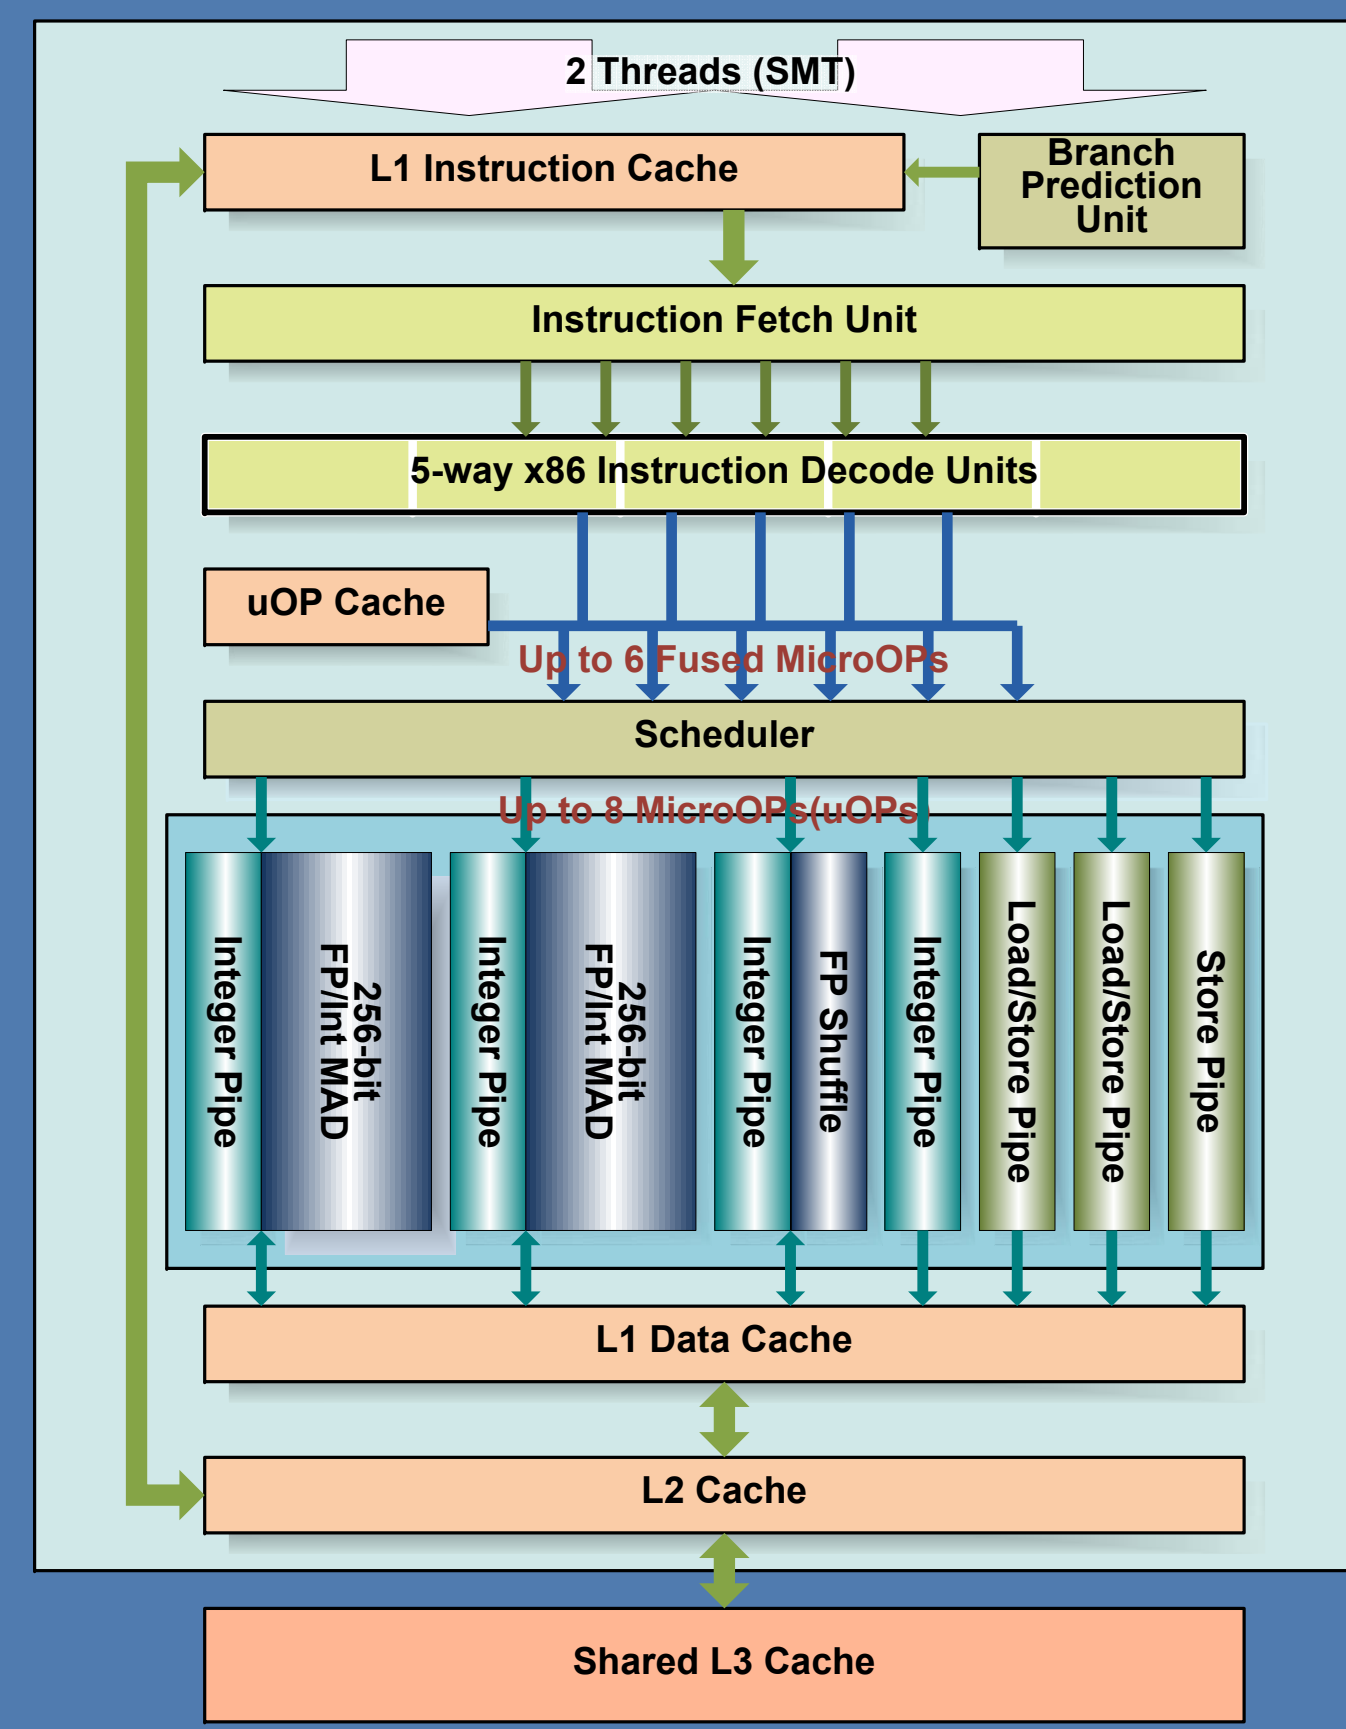 2 Threads (SMT)
L1 Instruction Cache
Branch
Prediction
Unit
Instruction Fetch Unit
5-way x86 Instruction Decode Units
uOP Cache
Up to 6 Fused MicroOPs
Scheduler
Up to 8 MicroOPs(uOPs)
Integer Pipe
256-bit
FP/Int MAD
Integer Pipe
256-bit
FP/Int MAD
Integer Pipe
FP Shuffle
Integer Pipe
Load/Store Pipe
Load/Store Pipe
Store Pipe
L1 Data Cache
L2 Cache
Shared L3 Cache